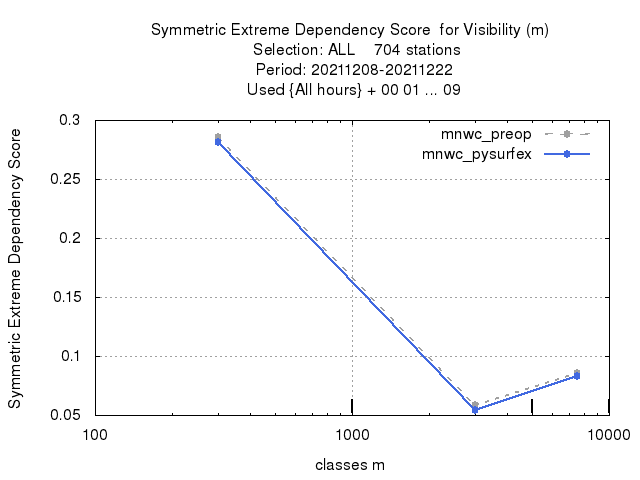 Symmetric Extreme Dependency Score  for Visibility (m)
Selection: ALL    704 stations
Period: 20211208-20211222
Used {All hours} + 00 01 ... 09
mnwc_preop
mnwc_pysurfex
Symmetric Extreme Dependency Score
0.3
0.25
0.2
0.15
0.1
0.05
100 1000 10000
classes m